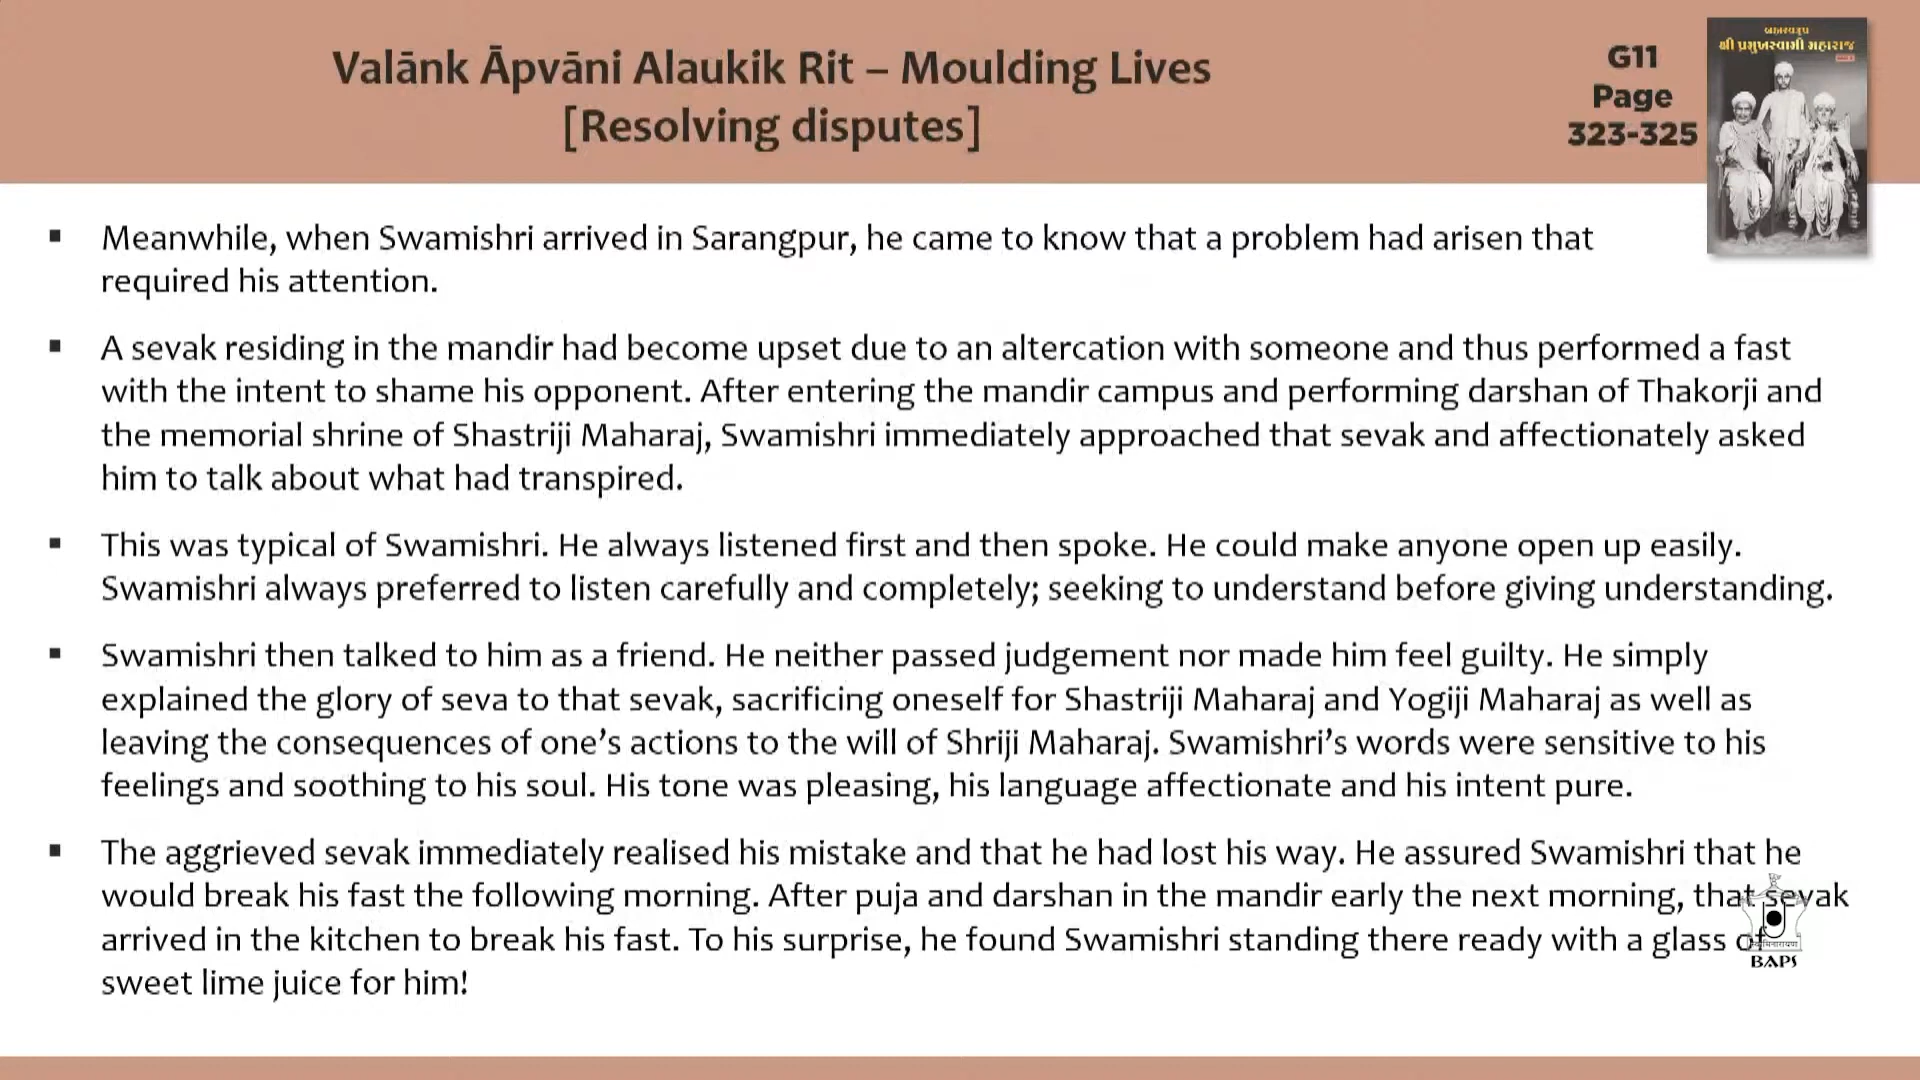 Valānk Āpvāni Alaukik Rit – Moulding Lives
[Resolving disputes]
G11
Page
323-325
બ્રહ્મસ્વરૂપ
શ્રી પ્રમુખસ્વામી મહારાજ
▪ Meanwhile, when Swamishri arrived in Sarangpur, he came to know that a problem had arisen that
required his attention.
▪ A sevak residing in the mandir had become upset due to an altercation with someone and thus performed a fast
with the intent to shame his opponent. After entering the mandir campus and performing darshan of Thakorji and
the memorial shrine of Shastriji Maharaj, Swamishri immediately approached that sevak and affectionately asked
him to talk about what had transpired.
▪ This was typical of Swamishri. He always listened first and then spoke. He could make anyone open up easily.
Swamishri always preferred to listen carefully and completely; seeking to understand before giving understanding.
▪ Swamishri then talked to him as a friend. He neither passed judgement nor made him feel guilty. He simply
explained the glory of seva to that sevak, sacrificing oneself for Shastriji Maharaj and Yogiji Maharaj as well as
leaving the consequences of one’s actions to the will of Shriji Maharaj. Swamishri’s words were sensitive to his
feelings and soothing to his soul. His tone was pleasing, his language affectionate and his intent pure.
▪ The aggrieved sevak immediately realised his mistake and that he had lost his way. He assured Swamishri that he
would break his fast the following morning. After puja and darshan in the mandir early the next morning, that sevak
arrived in the kitchen to break his fast. To his surprise, he found Swamishri standing there ready with a glass of
sweet lime juice for him!
स्वामिनारायण
BAPS